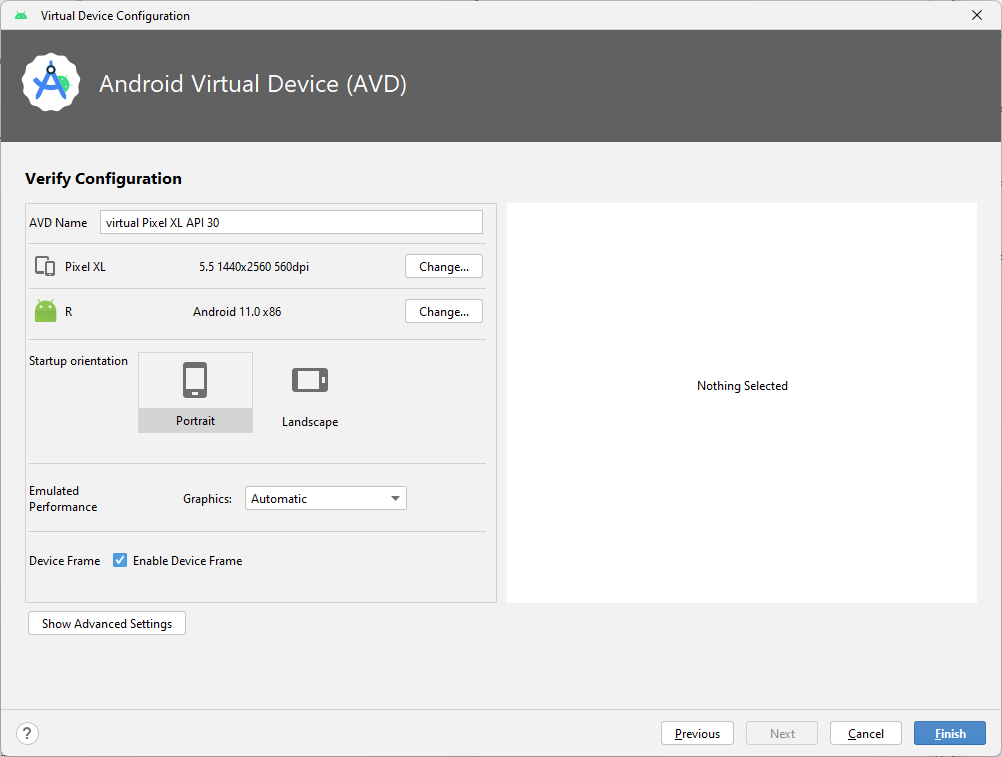 Virtual Device Configuration
Android Virtual Device (AVD)
Verify Configuration
AVD Name virtual Pixel XL API 30
Pixel XL 5.5 1440x2560 560dpi Change...
R Android 11.0 x86 Change...
Startup orientation
Portrait
Landscape
Nothing Selected
Emulated
Performance
Graphics: Automatic
Device Frame Enable Device Frame
Show Advanced Settings
? Previous Next Cancel Finish